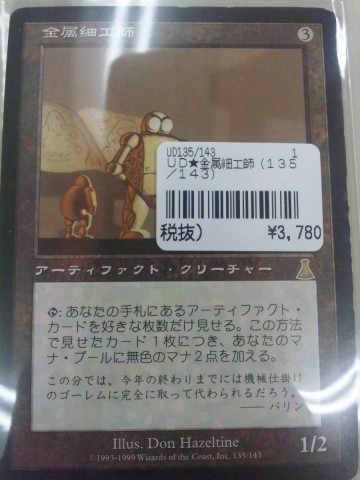 金属細工師
3
UD135/143 1
UD★金属細工師(135
/143)
税抜) ¥3,780
アーティファクト・クリーチャー
:あなたの手札にあるアーティファクト・
カードを好きな枚数だけ見せる。この方法
で見せたカード1枚につき、あなたのマ
ナ・プールに無色のマナ2点を加える。
この分では、今年の終わりまでには機械仕掛け
のゴーレムに完全に取って代わられるだろう。
――バリン
Illus. Don Hazeltine
©1993-1999 Wizards of the Coast, Inc. 135/143
1/2